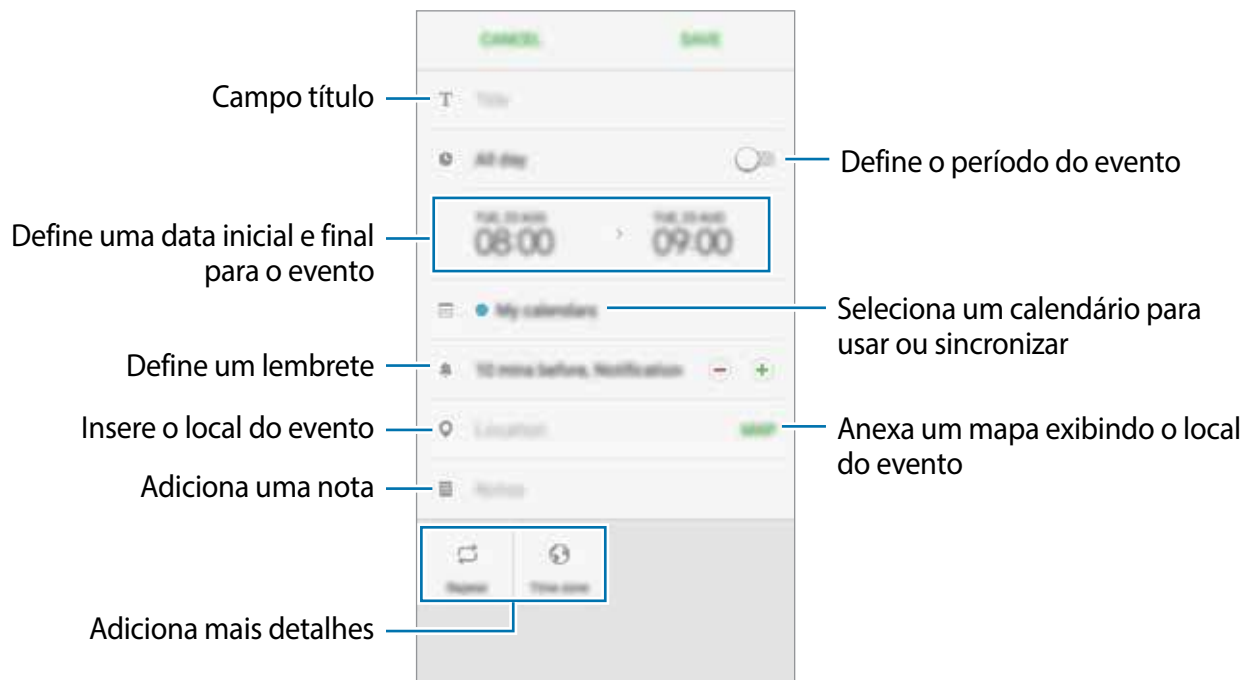 CANCEL
SAVE
Campo título
Title
All day
Define o período do evento
Define uma data inicial e final
para o evento
08:00
09:00
My calendars
Seleciona um calendário para
usar ou sincronizar
Define um lembrete
10 mins before, Notification
Insere o local do evento
Location
MAP
Anexa um mapa exibindo o local
do evento
Adiciona uma nota
Notes
Repeat
Time zone
Adiciona mais detalhes